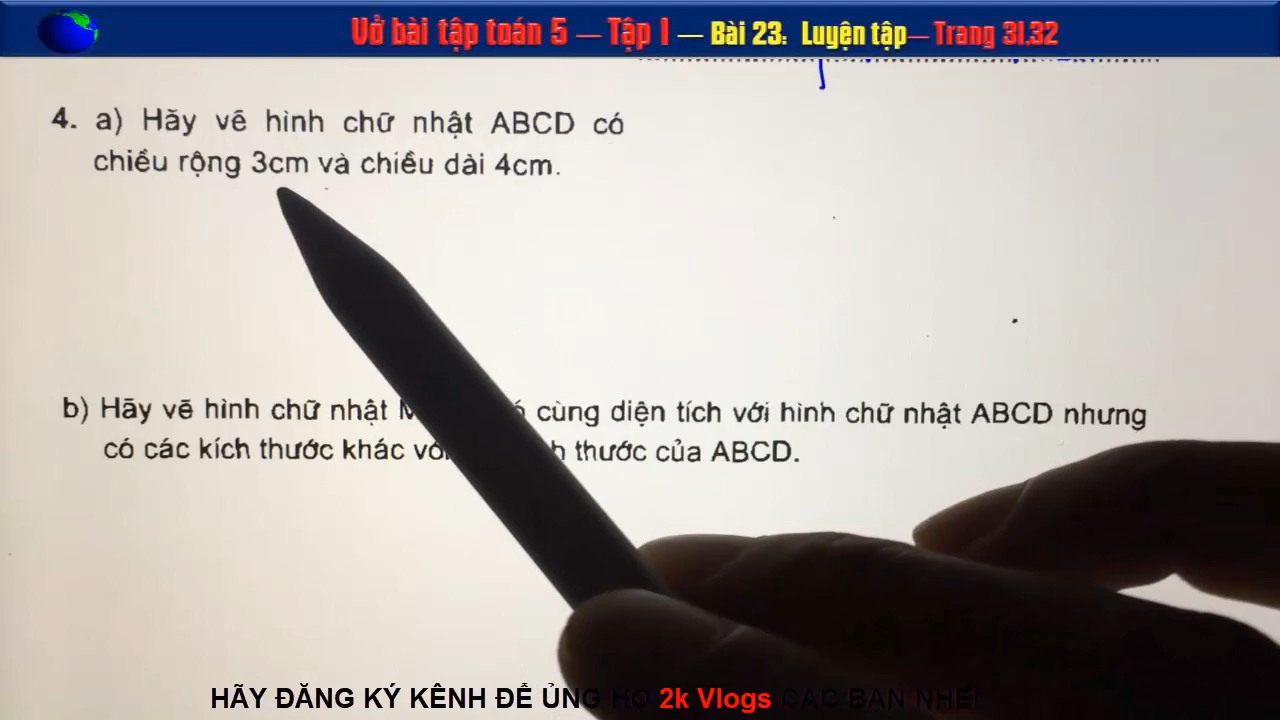 Vở bài tập toán 5 – Tập 1 – Bài 23: Luyện tập – Trang 31,32
4. a) Hãy vẽ hình chữ nhật ABCD có
chiều rộng 3cm và chiều dài 4cm.
b) Hãy vẽ hình chữ nhật cùng diện tích với hình chữ nhật ABCD nhưng
có các kích thước khác thước của ABCD.
HÃY ĐĂNG KÝ KÊNH ĐỂ ỦNG HỘ 2k Vlogs CÁC BẠN NHÉ!